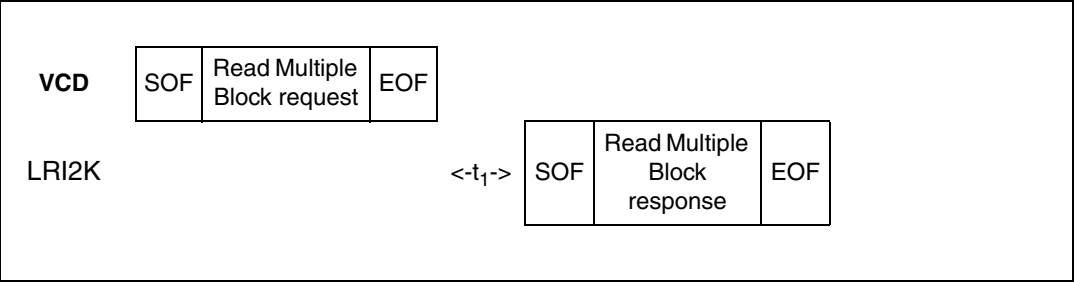 VCD SOF Read Multiple Block request EOF
LRI2K <-t₁-> SOF Read Multiple Block response EOF